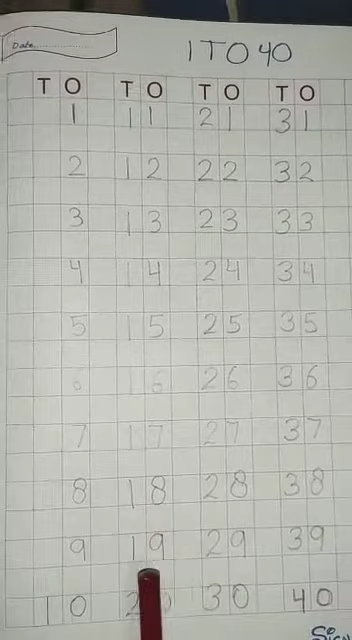 Date
1 TO 40
T O T O T O T O
1 11 21 31
2 12 22 32
3 13 23 33
4 14 24 34
5 15 25 35
6 16 26 36
7 17 27 37
8 18 28 38
9 19 29 39
10 20 30 40